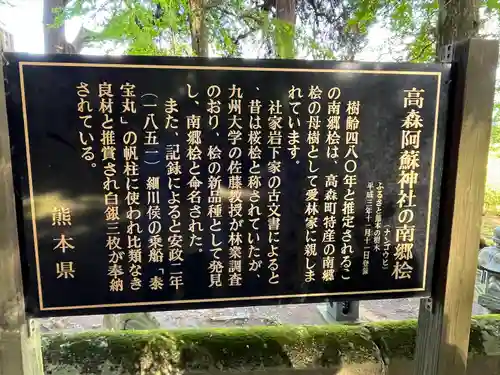 高森阿蘇神社の南郷桧
(ナンゴウヒ)
ふるさと熊本の樹木
平成三年十一月十一日登録
樹齢四八〇年と推定されるこ
の南郷桧は、高森町特産の南郷
桧の母樹として愛林家に親しま
れています。
社家岩下家の古文書によると
、昔は桜桧と称されていたが、
九州大学の佐藤教授が林業調査
のおり、桧の新品種として発見
し、南郷桧と命名された。
また、記録によると安政二年
(一八五一)細川侯の乗船「泰
宝丸」の帆柱に使われ比類なき
良材と推賞され白銀三枚が奉納
されている。
熊本県